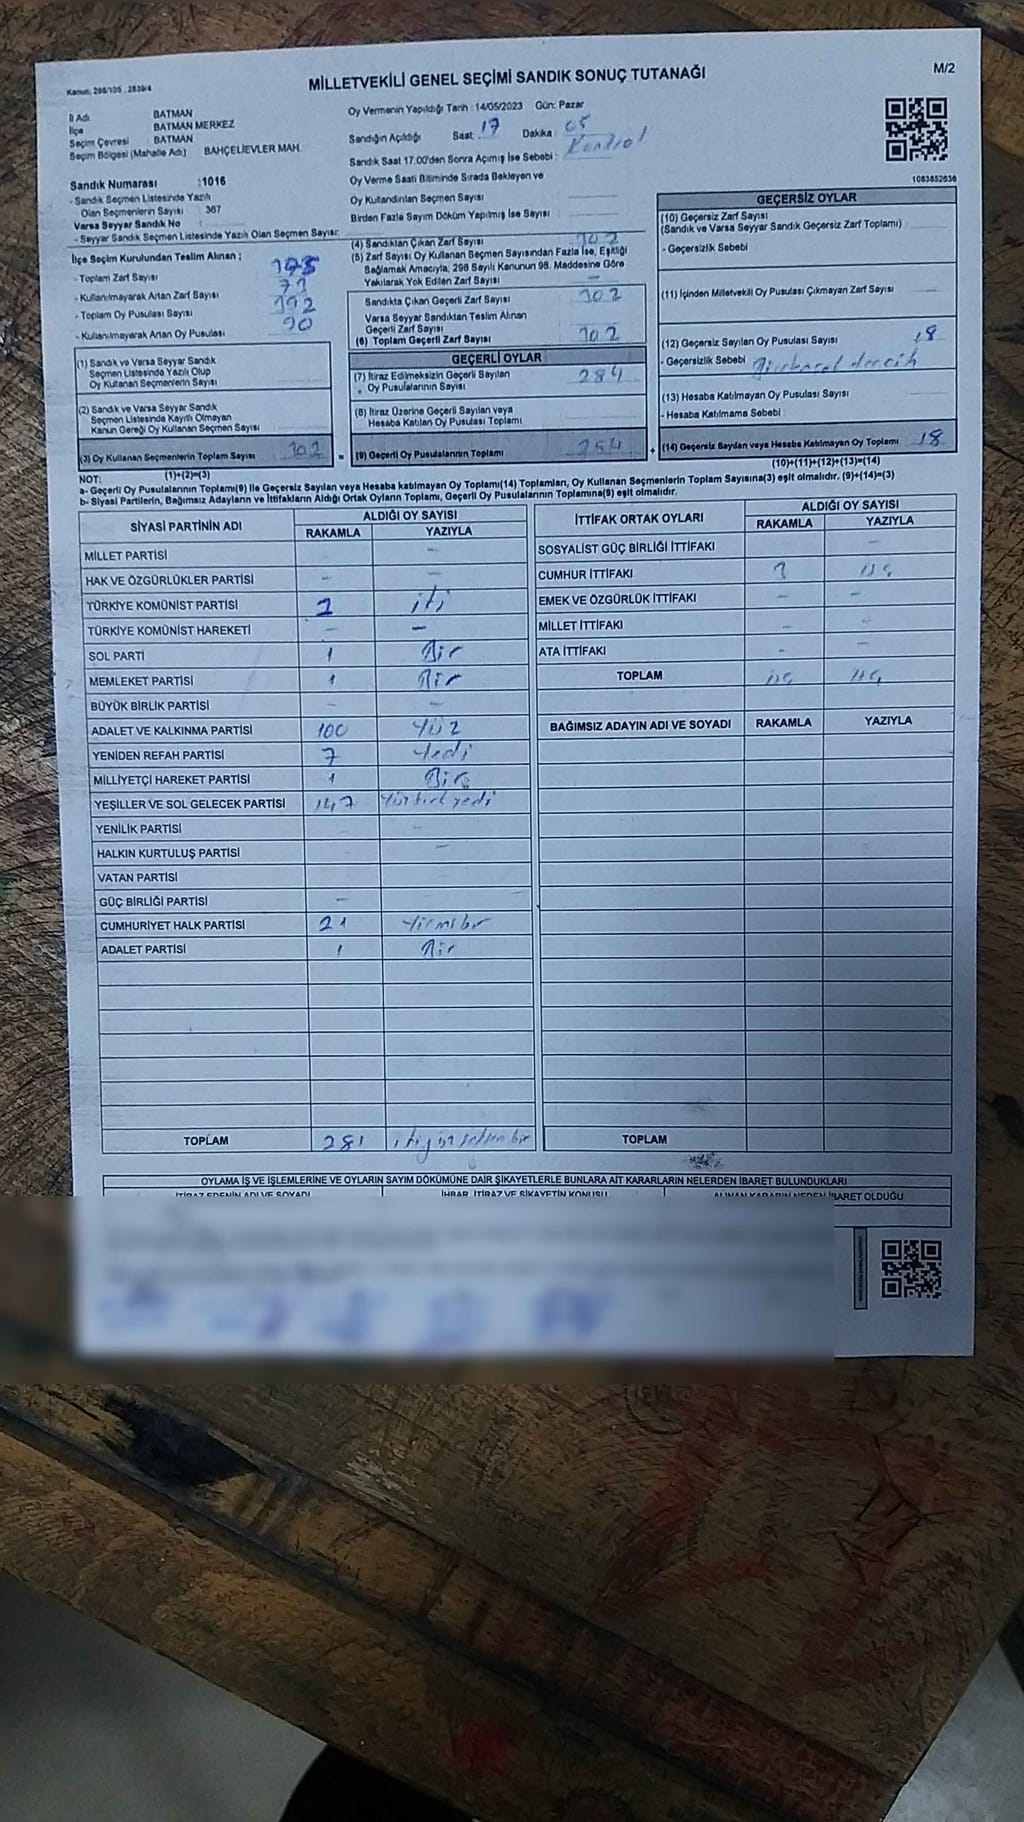 Kanun: 298/105 2839/4
MİLLETVEKİLİ GENEL SEÇİMİ SANDIK SONUÇ TUTANAĞI
M/2
İl Adı BATMAN
İlçe BATMAN MERKEZ
Seçim Çevresi BATMAN
Seçim Bölgesi (Mahalle Adı) BAHÇELİEVLER MAH.
Oy Vermenin Yapıldığı Tarih : 14/05/2023 Gün: Pazar
Sandığın Açıldığı Saat : 17 Dakika : 05
Sandık Saat 17.00'den Sonra Açımış İse Sebebi : Kontrol
Oy Verme Saati Bitiminde Sırada Bekleyen ve
Oy Kullandırılan Seçmen Sayısı
Birden Fazla Sayım Döküm Yapılmış İse Sayısı
1083852636
Sandık Numarası : 1016
- Sandık Seçmen Listesinde Yazılı
Olan Seçmenlerin Sayısı : 367
Varsa Seyyar Sandık No :
- Seyyar Sandık Seçmen Listesinde Yazılı Olan Seçmen Sayısı:
İlçe Seçim Kurulundan Teslim Alınan :
- Toplam Zarf Sayısı
- Kullanılmayarak Artan Zarf Sayısı
- Toplam Oy Pusulası Sayısı
- Kullanılmayarak Artan Oy Pusulası 90
(1) Sandık ve Varsa Seyyar Sandık
Seçmen Listesinde Yazılı Olup
Oy Kullanan Seçmenlerin Sayısı
(2) Sandık ve Varsa Seyyar Sandık
Seçmen Listesinde Kayıtlı Olmayan
Kanun Gereği Oy Kullanan Seçmen Sayısı
(3) Oy Kullanan Seçmenlerin Toplam Sayısı 302
(1)+(2)=(3)
(4) Sandıktan Çıkan Zarf Sayısı 302
(5) Zarf Sayısı Oy Kullanan Seçmen Sayısından Fazla İse, Eşitliği
Sağlamak Amacıyla; 298 Sayılı Kanunun 98. Maddesine Göre
Yakılarak Yok Edilen Zarf Sayısı —
Sandıkta Çıkan Geçerli Zarf Sayısı 302
Varsa Seyyar Sandıktan Teslim Alınan
Geçerli Zarf Sayısı
(6) Toplam Geçerli Zarf Sayısı 302
GEÇERLİ OYLAR
(7) İtiraz Edilmeksizin Geçerli Sayılan
Oy Pusulalarının Sayısı 284
(8) İtiraz Üzerine Geçerli Sayılan veya
Hesaba Katılan Oy Pusulası Toplamı
= (9) Geçerli Oy Pusulalarının Toplamı 284
GEÇERSİZ OYLAR
(10) Geçersiz Zarf Sayısı
(Sandık ve Varsa Seyyar Sandık Geçersiz Zarf Toplamı)
- Geçersizlik Sebebi
(11) İçinden Milletvekili Oy Pusulası Çıkmayan Zarf Sayısı
(12) Geçersiz Sayılan Oy Pusulası Sayısı 18
- Geçersizlik Sebebi
(13) Hesaba Katılmayan Oy Pusulası Sayısı
- Hesaba Katılmama Sebebi
+ (14) Geçersiz Sayılan veya Hesaba Katılmayan Oy Toplamı 18
(10)+(11)+(12)+(13)=(14)
NOT:
a- Geçerli Oy Pusulalarının Toplamı(9) ile Geçersiz Sayılan veya Hesaba katılmayan Oy Toplamı(14) Toplamları, Oy Kullanan Seçmenlerin Toplam Sayısına(3) eşit olmalıdır. (9)+(14)=(3)
b- Siyasi Partilerin, Bağımsız Adayların ve İttifakların Aldığı Ortak Oyların Toplamı, Geçerli Oy Pusulalarının Toplamına(9) eşit olmalıdır.
SİYASİ PARTİNİN ADI ALDIĞI OY SAYISI
RAKAMLA YAZIYLA
MİLLET PARTİSİ —
HAK VE ÖZGÜRLÜKLER PARTİSİ — —
TÜRKİYE KOMÜNİST PARTİSİ 2 iki
TÜRKİYE KOMÜNİST HAREKETİ — —
SOL PARTİ 1 Bir
MEMLEKET PARTİSİ 1 Bir
BÜYÜK BİRLİK PARTİSİ — —
ADALET VE KALKINMA PARTİSİ 100 Yüz
YENİDEN REFAH PARTİSİ 7 Yedi
MİLLİYETÇİ HAREKET PARTİSİ 1 Bir
YEŞİLLER VE SOL GELECEK PARTİSİ 147 Yüz kırk yedi
YENİLİK PARTİSİ
HALKIN KURTULUŞ PARTİSİ —
VATAN PARTİSİ
GÜÇ BİRLİĞİ PARTİSİ —
CUMHURİYET HALK PARTİSİ 21 Yirmibir
ADALET PARTİSİ 1 Bir
TOPLAM 281 ikiyüz seksen bir
İTTİFAK ORTAK OYLARI ALDIĞI OY SAYISI
RAKAMLA YAZIYLA
SOSYALİST GÜÇ BİRLİĞİ İTTİFAKI —
CUMHUR İTTİFAKI 3 üç
EMEK VE ÖZGÜRLÜK İTTİFAKI — —
MİLLET İTTİFAKI — —
ATA İTTİFAKI — —
TOPLAM üç üç
BAĞIMSIZ ADAYIN ADI VE SOYADI RAKAMLA YAZIYLA
TOPLAM
OYLAMA İŞ VE İŞLEMLERİNE VE OYLARIN SAYIM DÖKÜMÜNE DAİR ŞİKAYETLERLE BUNLARA AİT KARARLARIN NELERDEN İBARET BULUNDUKLARI
İTİRAZ EDENİN ADI VE SOYADI İHBAR, İTİRAZ VE ŞİKAYETİN KONUSU ALINAN KARARIN NEDEN İBARET OLDUĞU